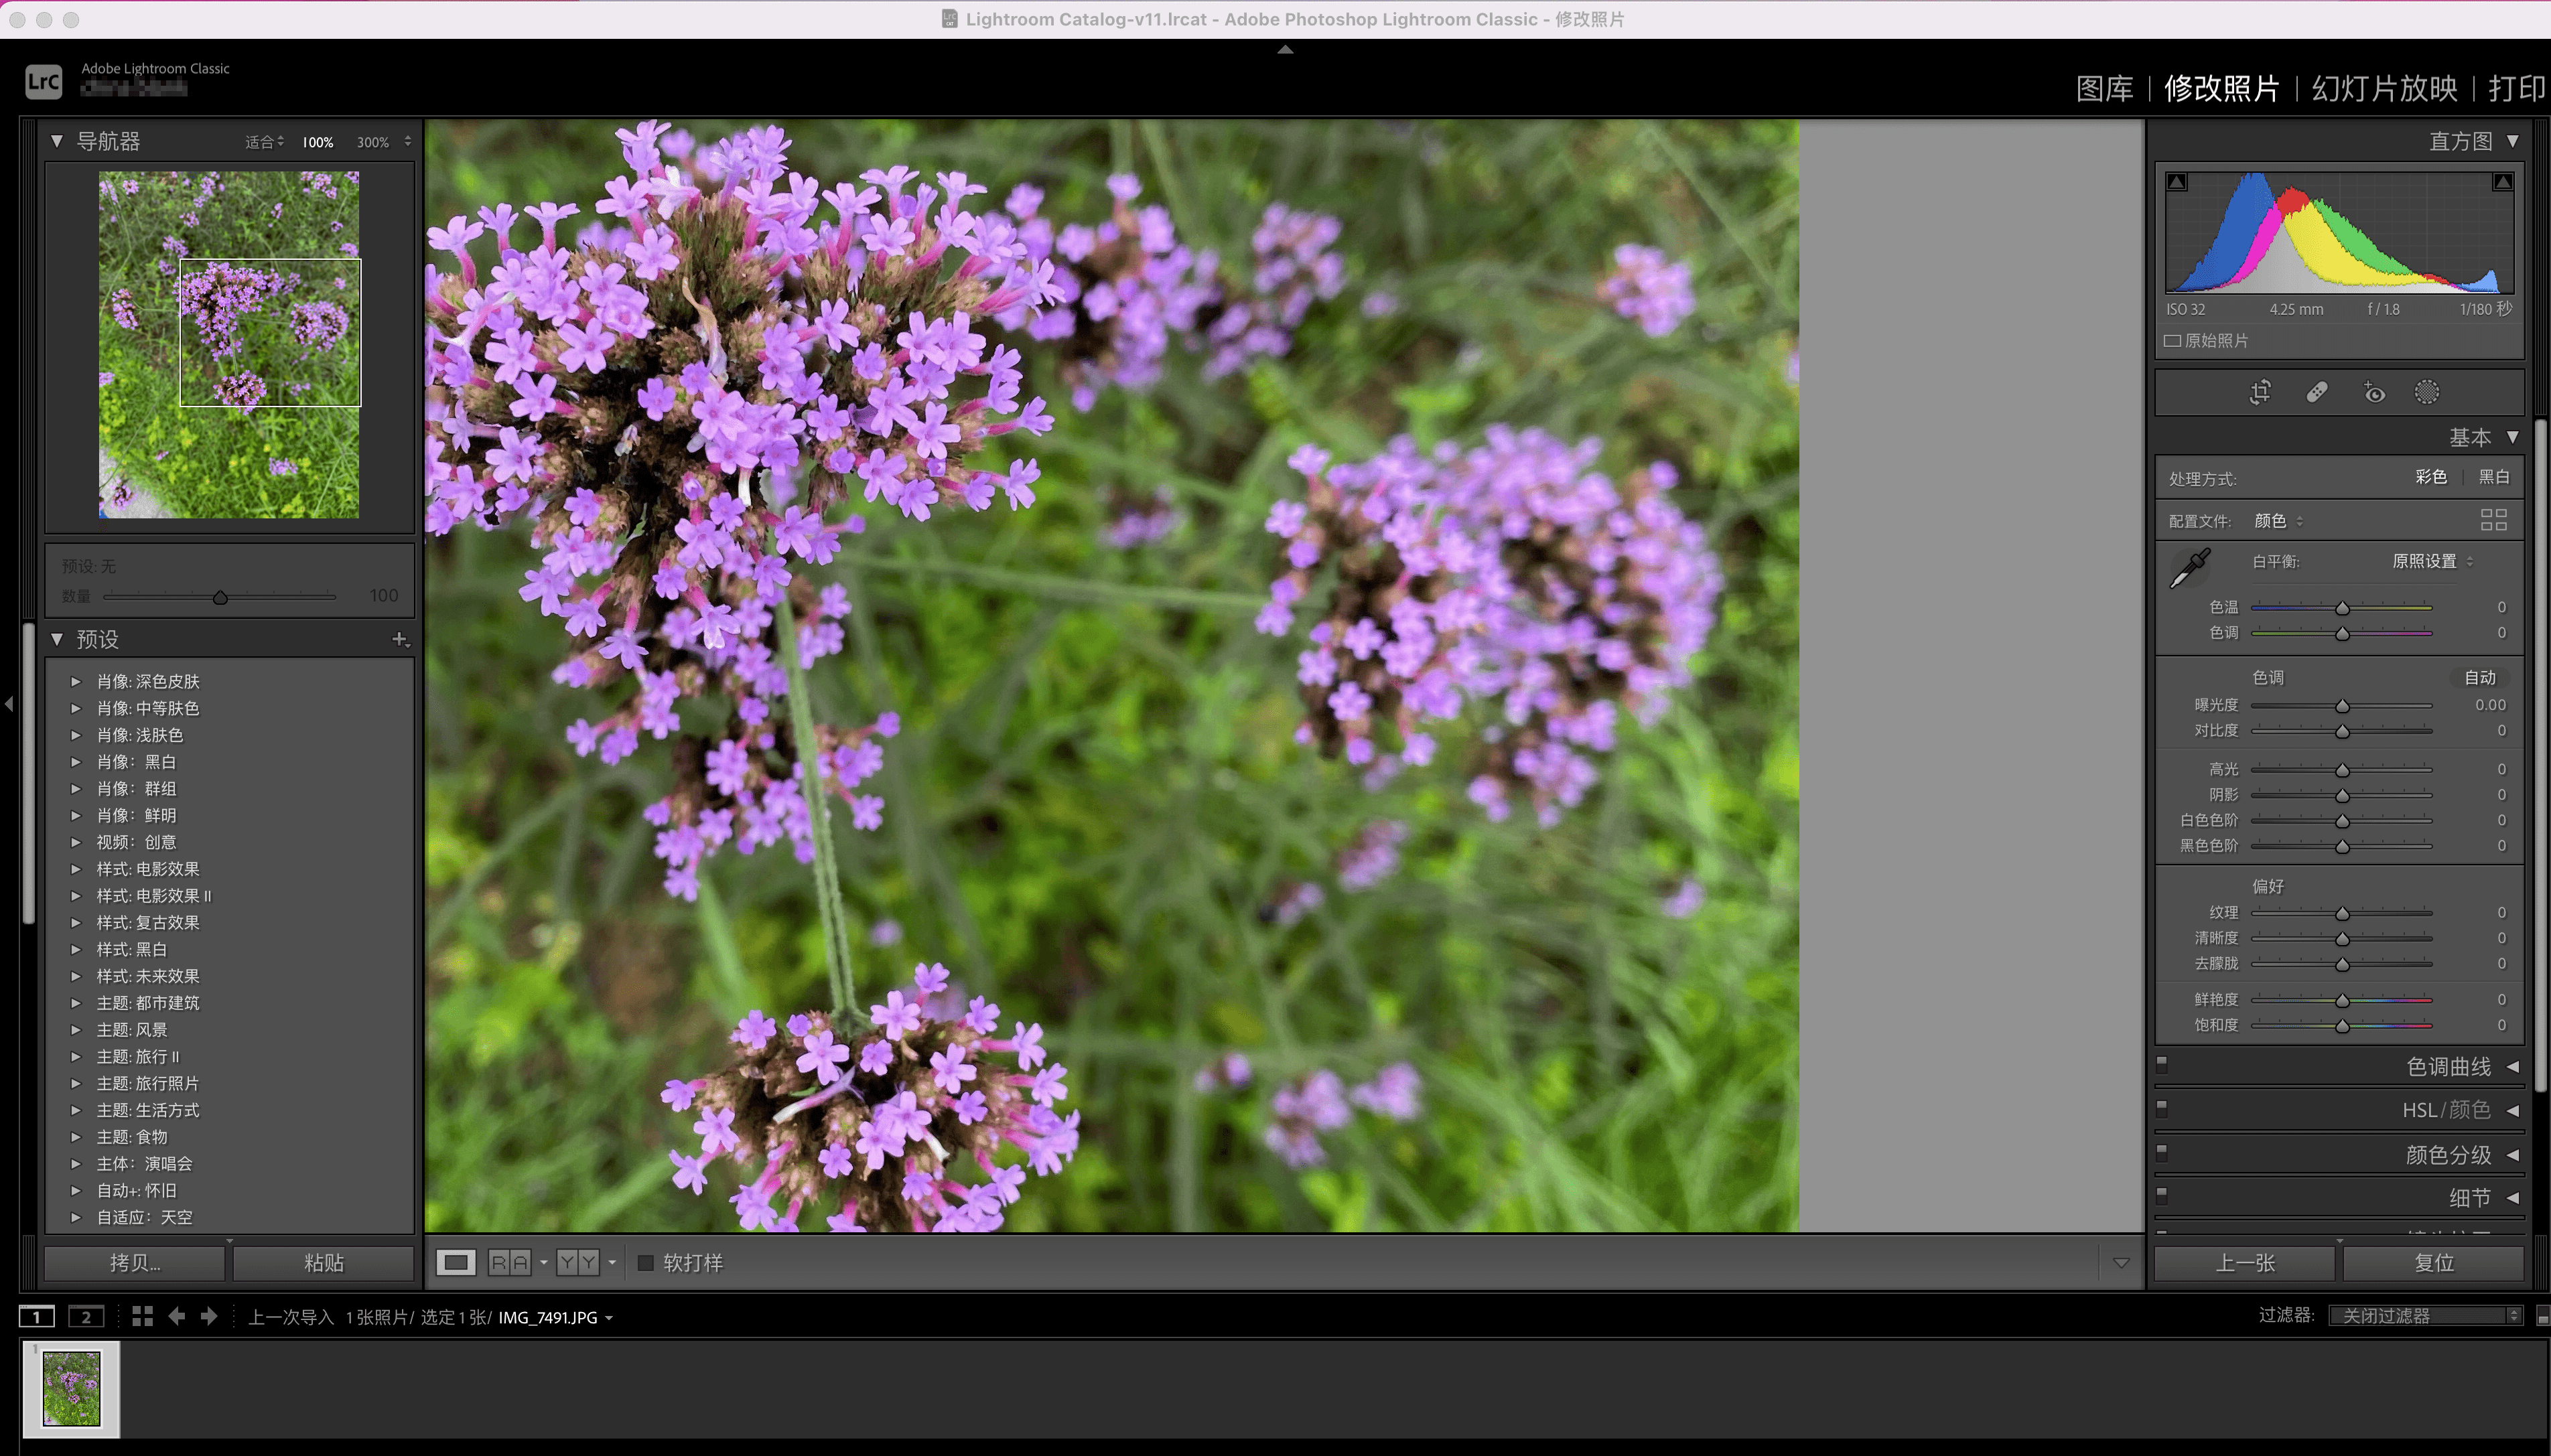 Lightroom Catalog-v11.lrcat - Adobe Photoshop Lightroom Classic - 修改照片
LrC
Adobe Lightroom Classic
图库 | 修改照片 | 幻灯片放映 | 打印
导航器 适合 100% 300%
预设: 无
数量 100
预设
肖像: 深色皮肤
肖像: 中等肤色
肖像: 浅肤色
肖像: 黑白
肖像: 群组
肖像: 鲜明
视频: 创意
样式: 电影效果
样式: 电影效果 II
样式: 复古效果
样式: 黑白
样式: 未来效果
主题: 都市建筑
主题: 风景
主题: 旅行 II
主题: 旅行照片
主题: 生活方式
主题: 食物
主体: 演唱会
自动+: 怀旧
自适应: 天空
拷贝... 粘贴
R A Y Y 软打样
直方图
ISO 32 4.25 mm f / 1.8 1/180 秒
原始照片
基本
处理方式: 彩色 黑白
配置文件: 颜色
白平衡: 原照设置
色温 0
色调 0
色调 自动
曝光度 0.00
对比度 0
高光 0
阴影 0
白色色阶 0
黑色色阶 0
偏好
纹理 0
清晰度 0
去朦胧 0
鲜艳度 0
饱和度 0
色调曲线
HSL / 颜色
颜色分级
细节
上一张 复位
1 2 上一次导入 1 张照片/ 选定 1 张/ IMG_7491.JPG
过滤器: 关闭过滤器
1